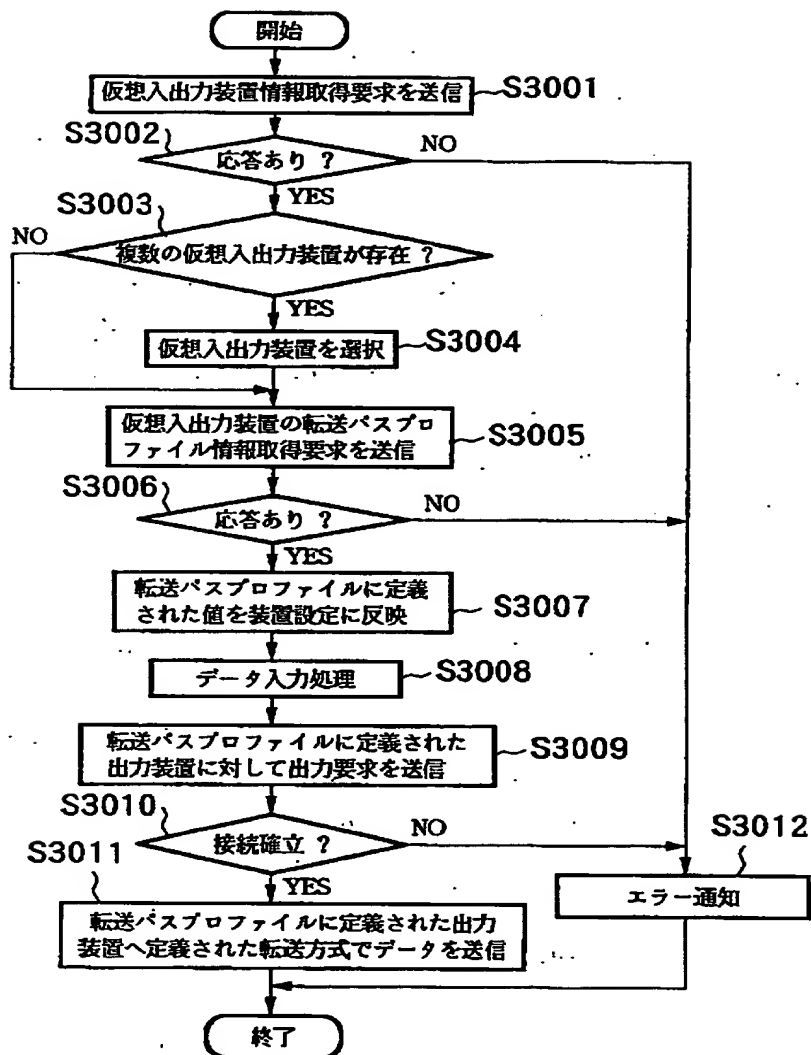 開始
仮想入出力装置情報取得要求を送信
S3001
S3002
応答あり ?
NO
YES
S3003
NO
複数の仮想入出力装置が存在 ?
YES
仮想入出力装置を選択
S3004
仮想入出力装置の転送パスプロ
ファイル情報取得要求を送信
S3005
S3006
応答あり ?
NO
YES
転送パスプロファイルに定義
された値を装置設定に反映
S3007
データ入力処理
S3008
転送パスプロファイルに定義された
出力装置に対して出力要求を送信
S3009
S3010
接続確立 ?
NO
S3012
S3011
YES
エラー通知
転送パスプロファイルに定義された出力
装置へ定義された転送方式でデータを送信
終了